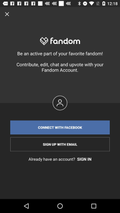 12:18
fandom
Be an active part of your favorite fandom!
Contribute, edit, chat and upvote with your
Fandom Account.
CONNECT WITH FACEBOOK
SIGN UP WITH EMAIL
Already have an account? SIGN IN